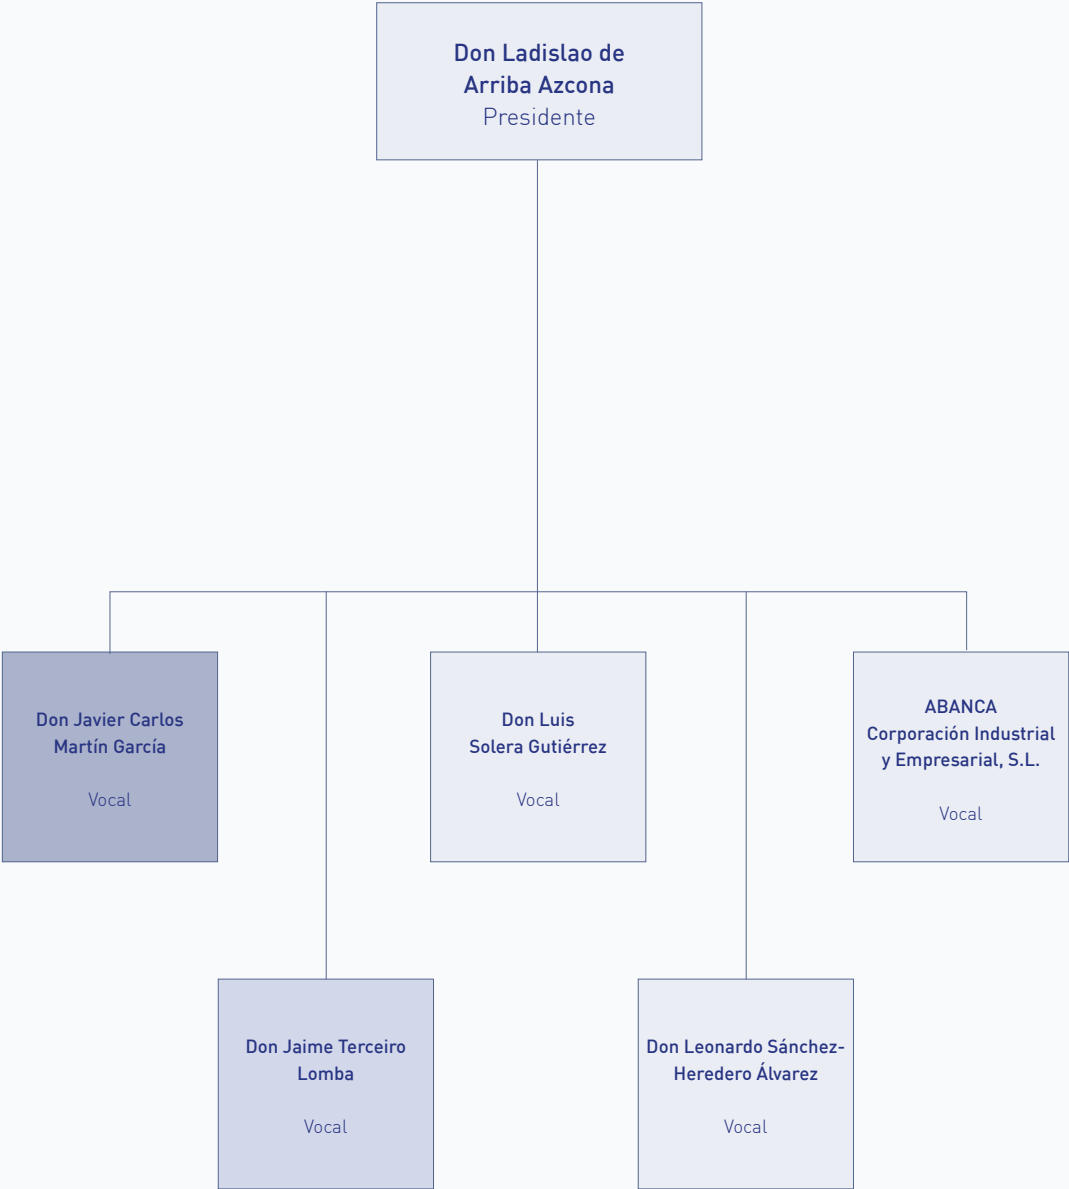 Don Ladislao de
Arriba Azcona
Presidente
Don Javier Carlos
Martín García
Vocal
Don Luis
Solera Gutiérrez
Vocal
ABANCA
Corporación Industrial
y Empresarial, S.L.
Vocal
Don Jaime Terceiro
Lomba
Vocal
Don Leonardo Sánchez-
Heredero Álvarez
Vocal